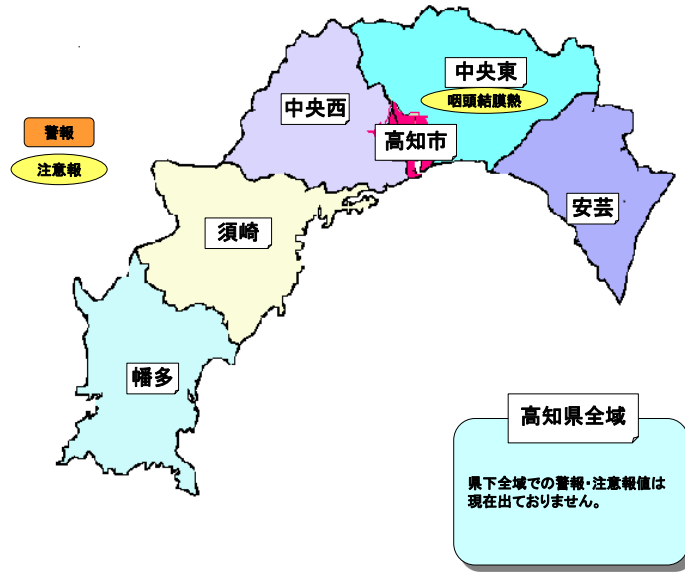 中央東
咽頭結膜熱
中央西
警報
高知市
注意報
安芸
須崎
幡多
高知県全域
県下全域での警報・注意報値は
現在出ておりません。